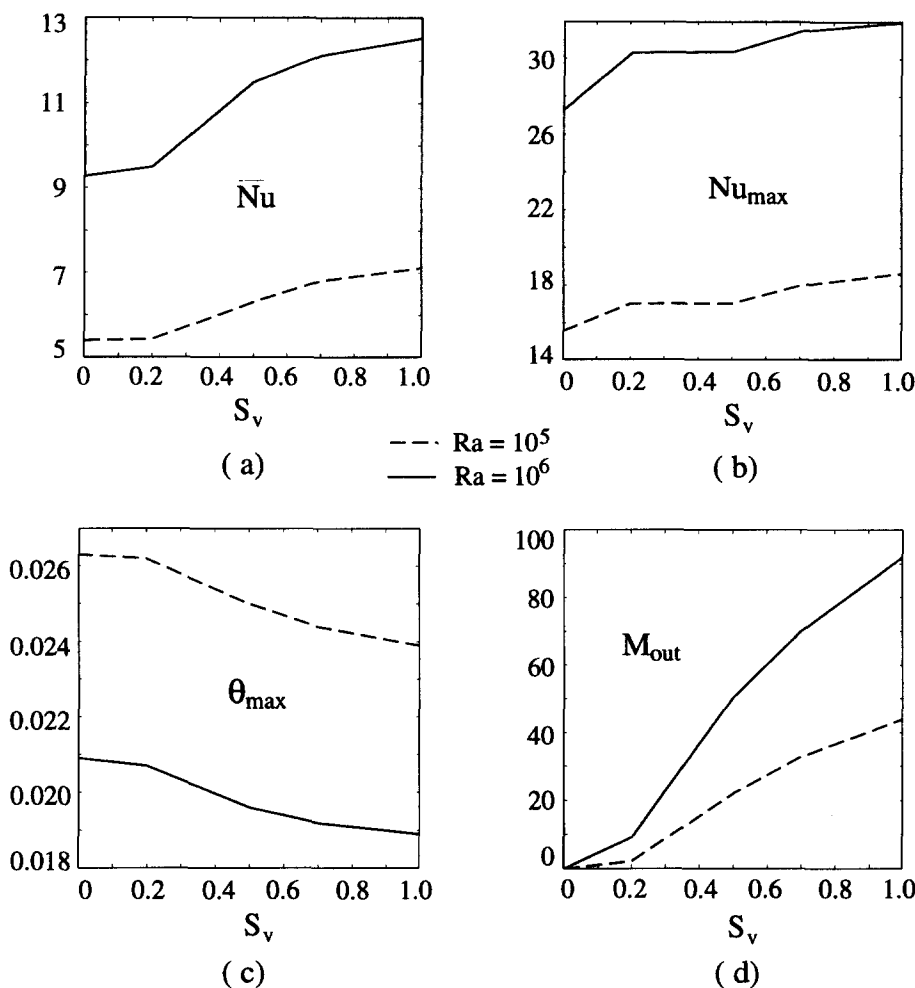 13
11
9
7
5
N̅u
0 0.2 0.4 0.6 0.8 1.0
S_v
( a )
30
26
22
18
14
Nu_max
0 0.2 0.4 0.6 0.8 1.0
S_v
( b )
Ra = 10^5
Ra = 10^6
0.026
0.024
0.022
0.020
0.018
θ_max
0 0.2 0.4 0.6 0.8 1.0
S_v
( c )
100
80
60
40
20
0
M_out
0 0.2 0.4 0.6 0.8 1.0
S_v
( d )